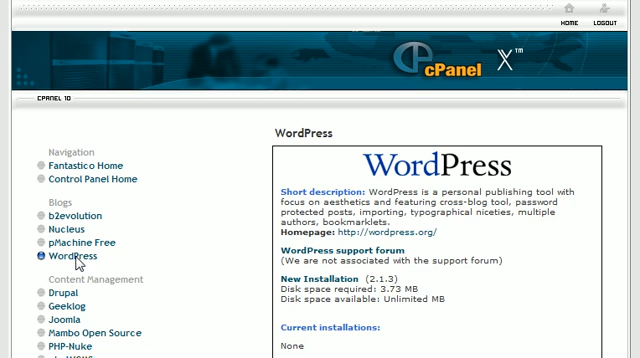 HOME
LOGOUT
cPanel X™
CPANEL 10
Navigation
Fantastico Home
Control Panel Home
Blogs
b2evolution
Nucleus
pMachine Free
WordPress
Content Management
Drupal
Geeklog
Joomla
Mambo Open Source
PHP-Nuke
WordPress
WordPress
Short description: WordPress is a personal publishing tool with
focus on aesthetics and featuring cross-blog tool, password
protected posts, importing, typographical niceties, multiple
authors, bookmarklets.
Homepage: http://wordpress.org/
WordPress support forum
(We are not associated with the support forum)
New Installation (2.1.3)
Disk space required: 3.73 MB
Disk space available: Unlimited MB
Current installations:
None